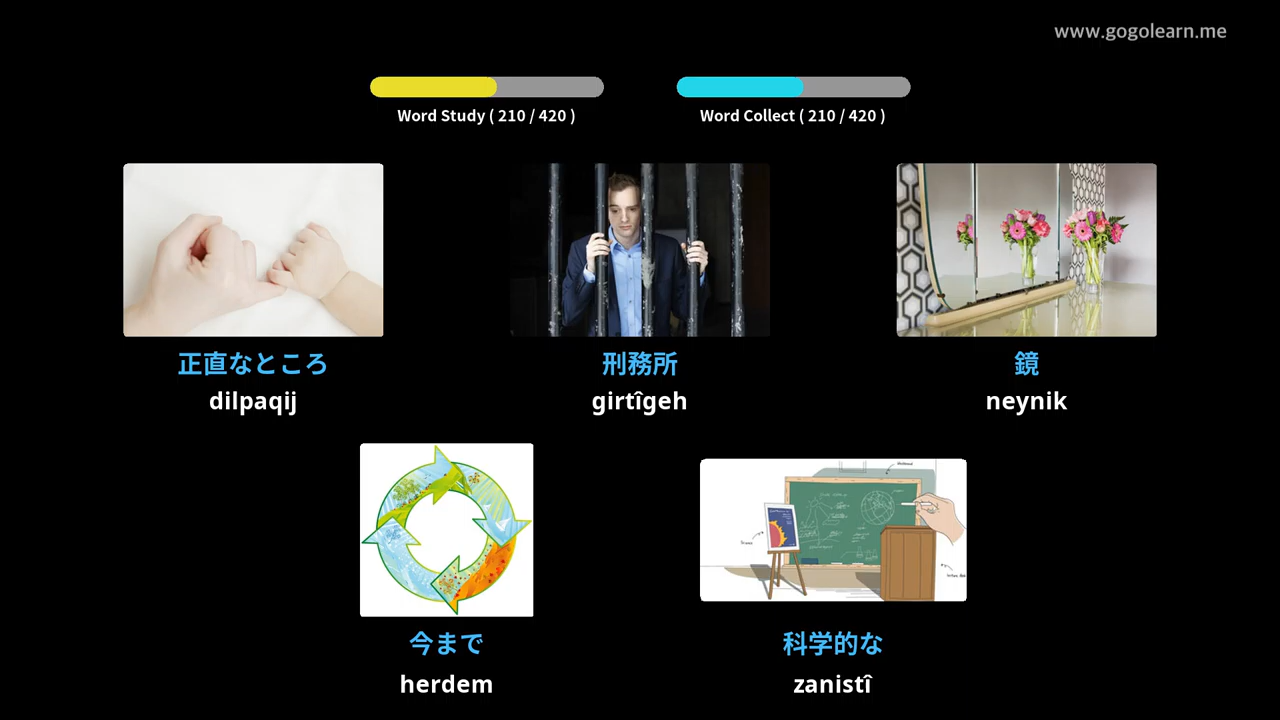 www.gogolearn.me
Word Study ( 210 / 420 )
Word Collect ( 210 / 420 )
正直なところ
dilpaqij
刑務所
girtîgeh
鏡
neynik
今まで
herdem
科学的な
zanistî